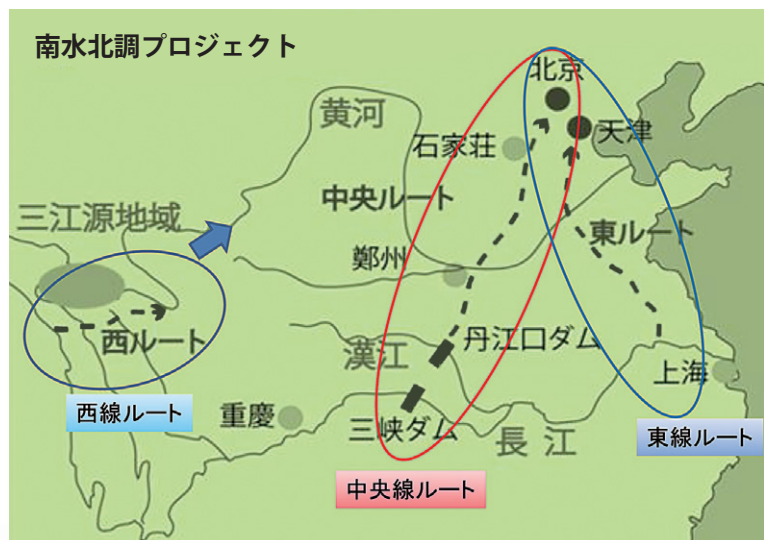 南水北調プロジェクト
北京
黄河
天津
石家荘
中央ルート
三江源地域
東ルート
鄭州
西ルート
丹江口ダム
漢江
上海
西線ルート
重慶
三峡ダム
長江
東線ルート
中央線ルート